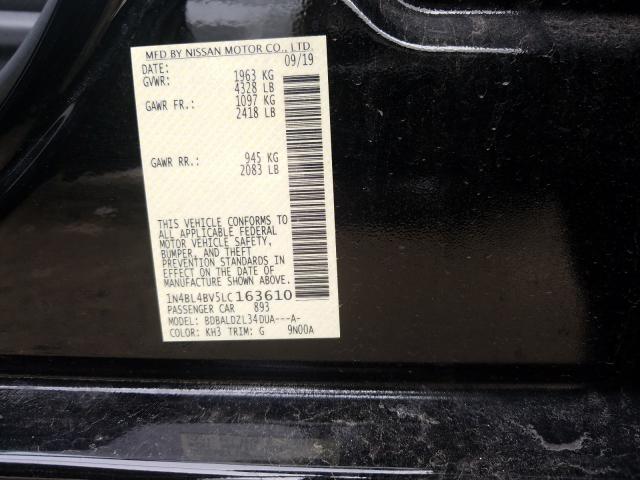 MFD BY NISSAN MOTOR CO., LTD.
DATE: 09/19
GVWR: 1963 KG
4328 LB
GAWR FR.: 1097 KG
2418 LB
GAWR RR.: 945 KG
2083 LB
THIS VEHICLE CONFORMS TO
ALL APPLICABLE FEDERAL
MOTOR VEHICLE SAFETY,
BUMPER, AND THEFT
PREVENTION STANDARDS IN
EFFECT ON THE DATE OF
MANUFACTURE SHOWN ABOVE.
1N4BL4BV5LC163610
PASSENGER CAR 893
MODEL: BDBALDZL34DUA---A-
COLOR: KH3 TRIM: G 9N00A